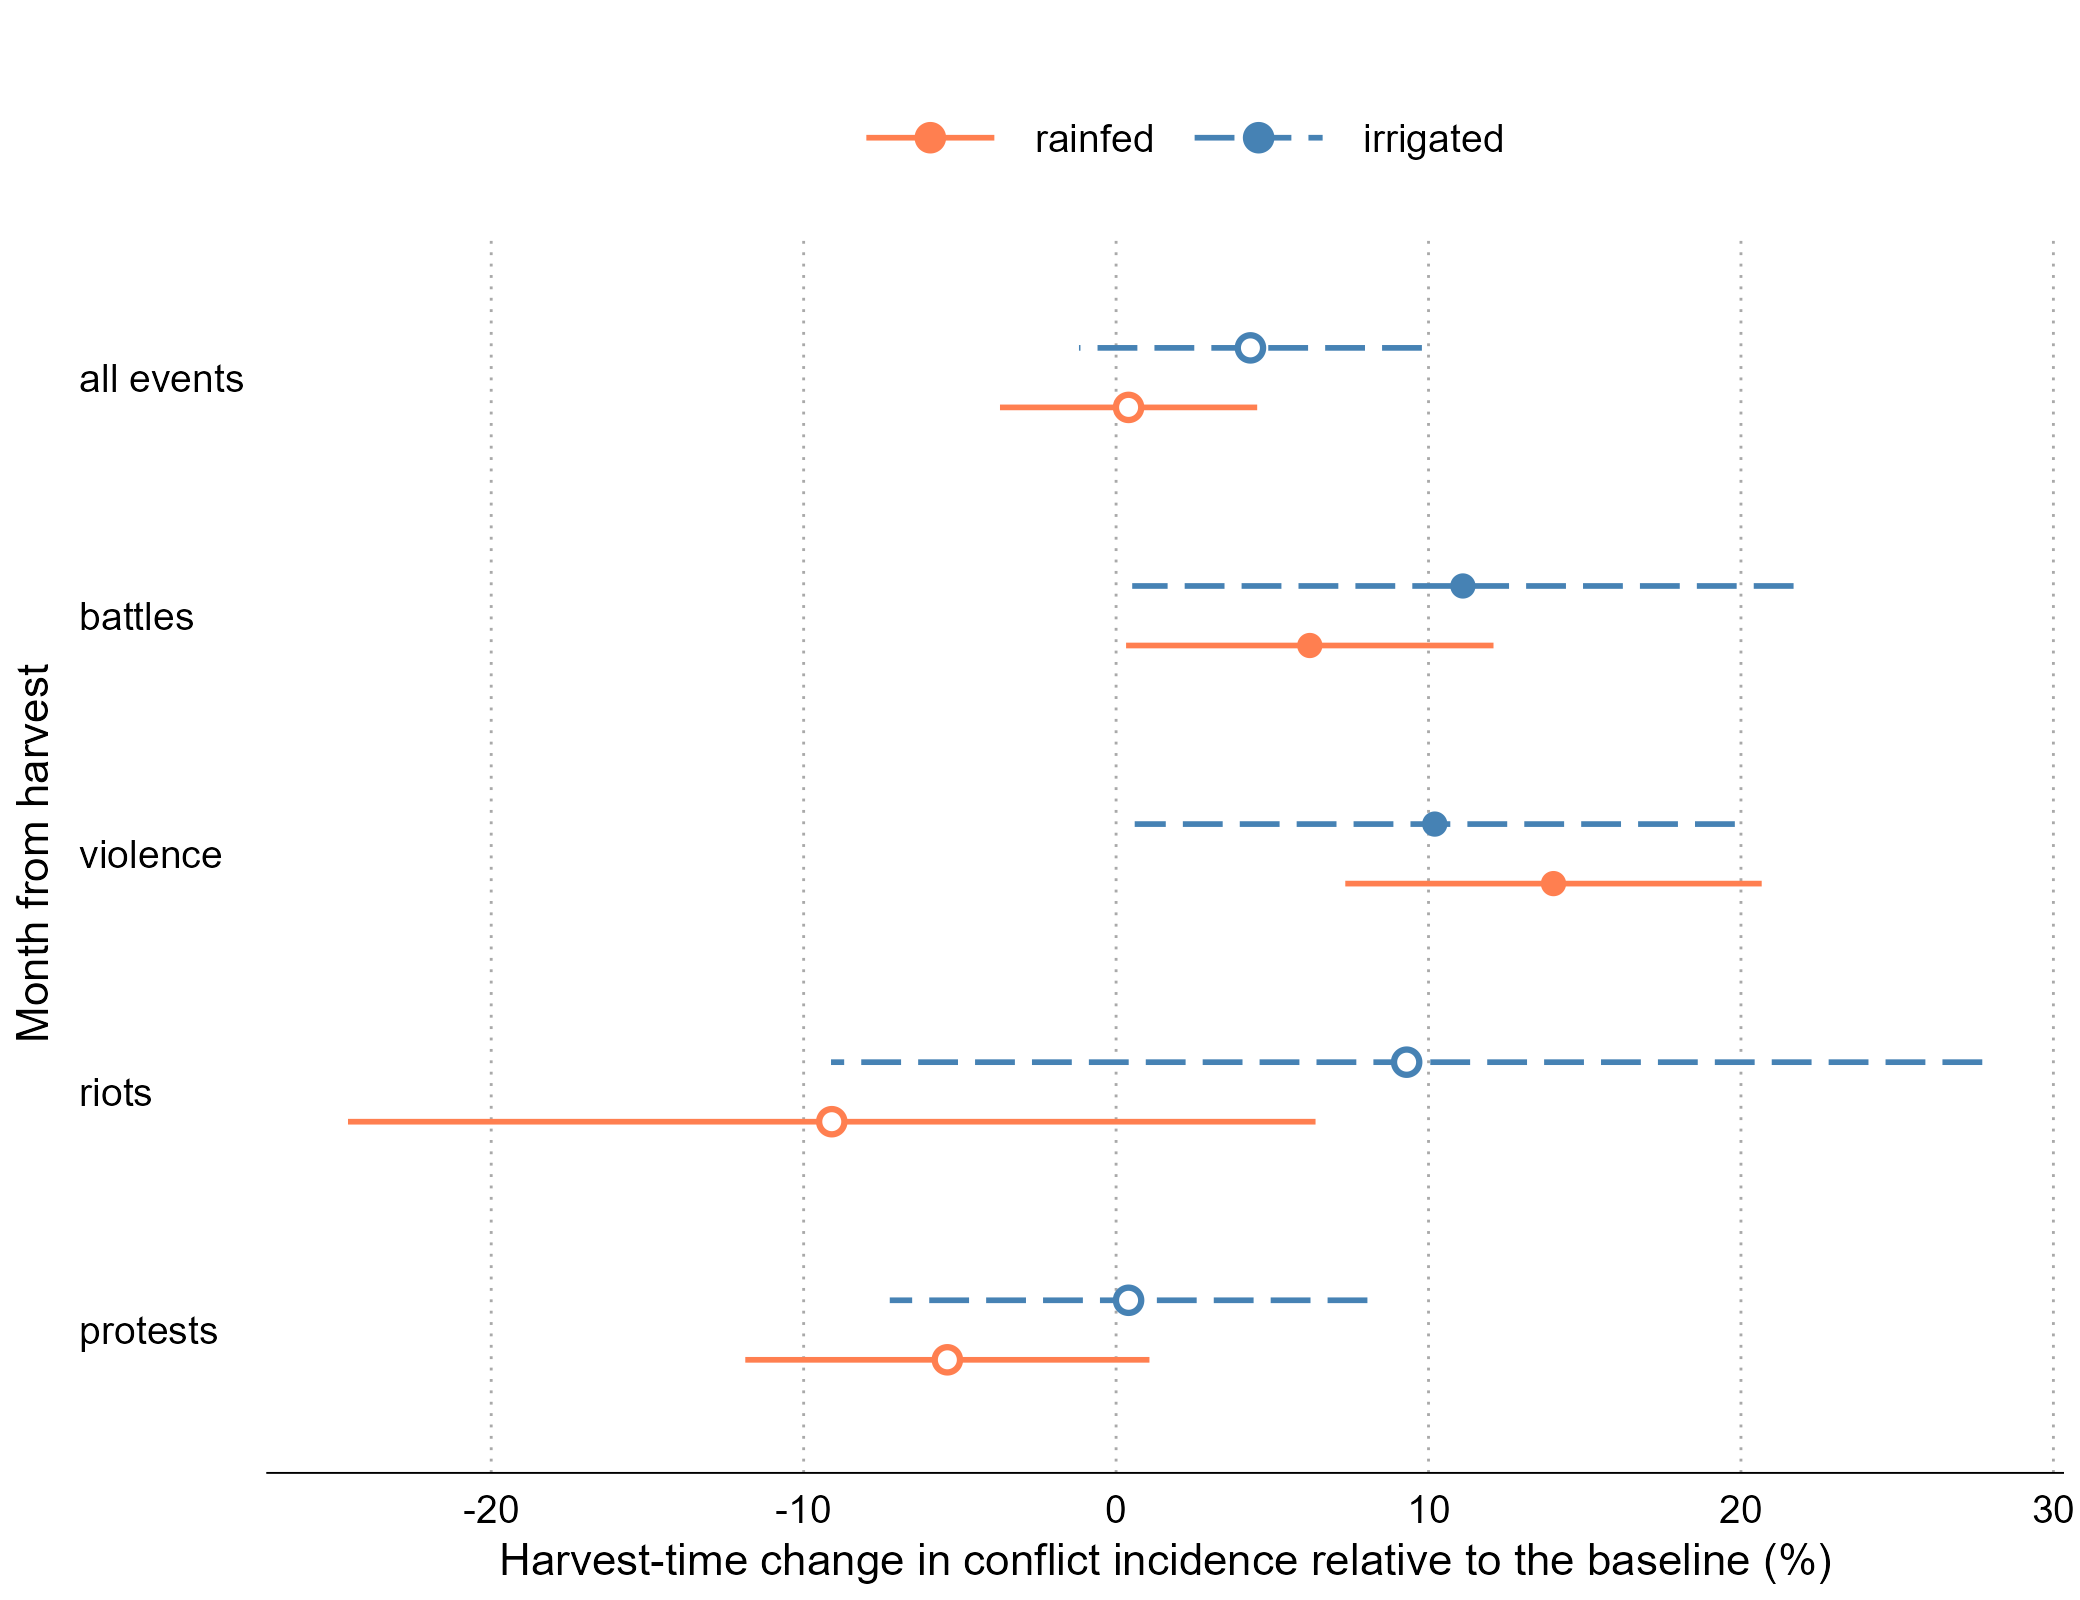 rainfed irrigated
all events
battles
violence
riots
protests
Month from harvest
-20 -10 0 10 20 30
Harvest-time change in conflict incidence relative to the baseline (%)